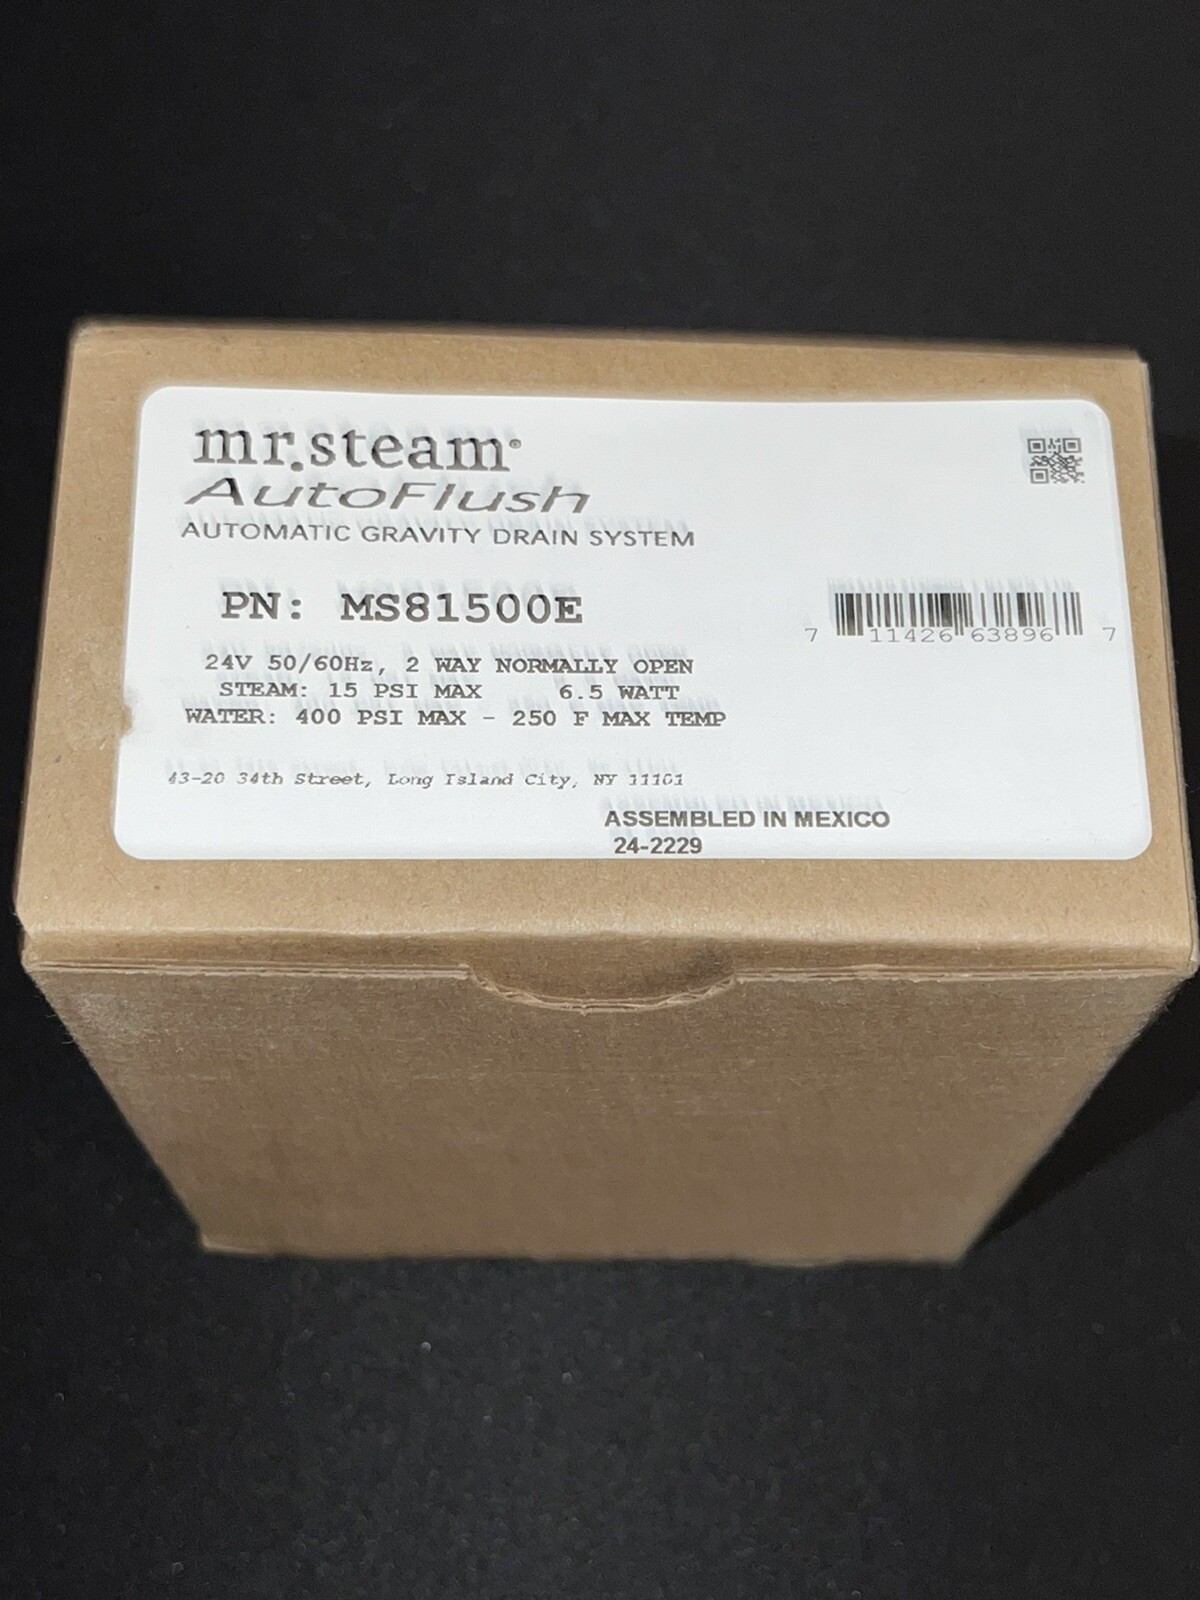 mr.steam®
AutoFlush
AUTOMATIC GRAVITY DRAIN SYSTEM
PN: MS81500E
7 11426 63896 7
24V 50/60Hz, 2 WAY NORMALLY OPEN
STEAM: 15 PSI MAX 6.5 WATT
WATER: 400 PSI MAX - 250 F MAX TEMP
43-20 34th Street, Long Island City, NY 11101
ASSEMBLED IN MEXICO
24-2229